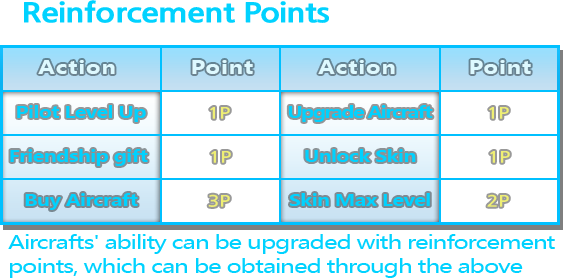 Reinforcement Points
Action Point Action Point
Pilot Level Up 1P Upgrade Aircraft 1P
Friendship gift 1P Unlock Skin 1P
Buy Aircraft 3P Skin Max Level 2P
Aircrafts' ability can be upgraded with reinforcement
points, which can be obtained through the above